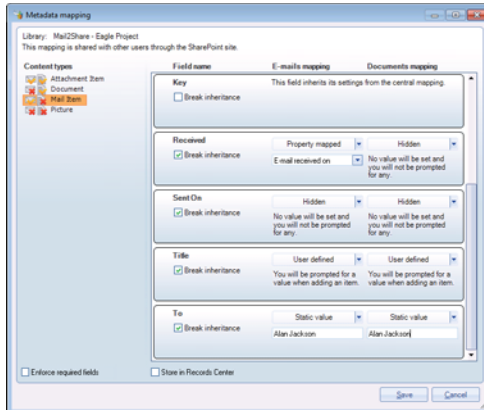 Metadata mapping
Library: Mail2Share - Eagle Project
This mapping is shared with other users through the SharePoint site.
Content types
Attachment Item
Document
Mail Item
Picture
Field name E-mails mapping Documents mapping
Key This field inherits its settings from the central mapping.
Break inheritance
Received Property mapped Hidden
Break inheritance E-mail received on No value will be set and
you will not be prompted
for any.
Sent On Hidden Hidden
Break inheritance No value will be set and No value will be set and
you will not be prompted you will not be prompted
for any. for any.
Title User defined User defined
Break inheritance You will be prompted for a You will be prompted for a
value when adding an item. value when adding an item.
To Static value Static value
Break inheritance Alan Jackson Alan Jackson
Enforce required fields Store in Records Center
Save Cancel